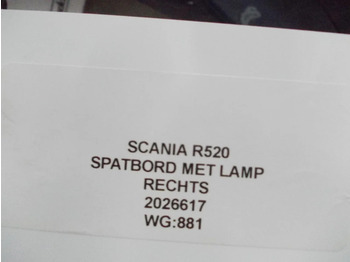 SCANIA R520
SPATBORD MET LAMP
RECHTS
2026617
WG:881